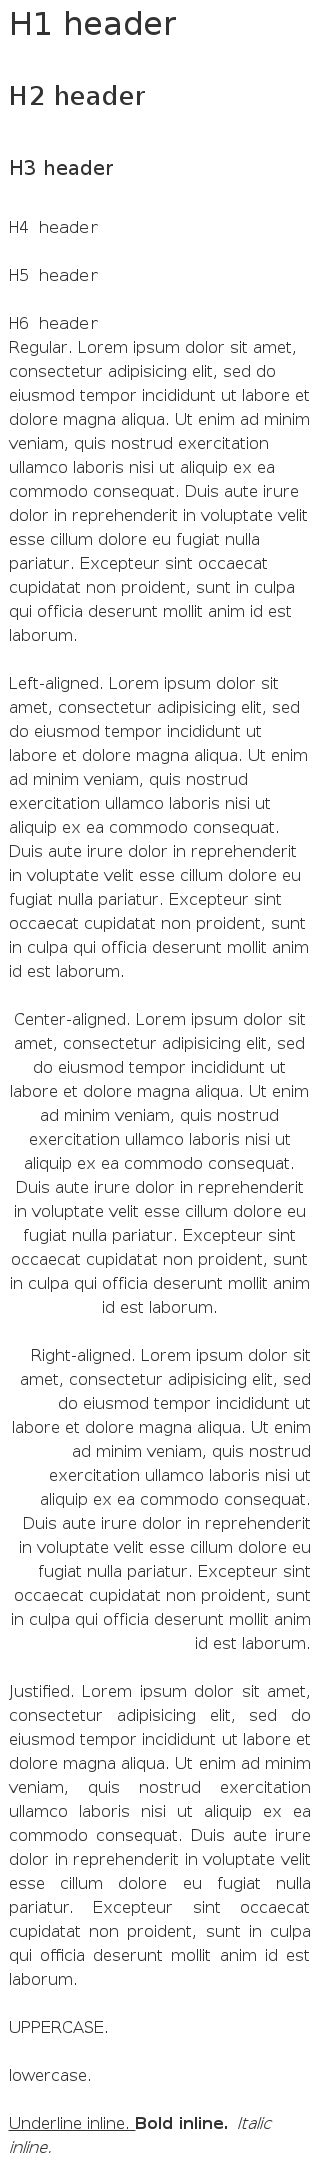 H1 header
H2 header
H3 header
H4 header
H5 header
H6 header
Regular. Lorem ipsum dolor sit amet,
consectetur adipisicing elit, sed do
eiusmod tempor incididunt ut labore et
dolore magna aliqua. Ut enim ad minim
veniam, quis nostrud exercitation
ullamco laboris nisi ut aliquip ex ea
commodo consequat. Duis aute irure
dolor in reprehenderit in voluptate velit
esse cillum dolore eu fugiat nulla
pariatur. Excepteur sint occaecat
cupidatat non proident, sunt in culpa
qui officia deserunt mollit anim id est
laborum.
Left-aligned. Lorem ipsum dolor sit
amet, consectetur adipisicing elit, sed
do eiusmod tempor incididunt ut
labore et dolore magna aliqua. Ut enim
ad minim veniam, quis nostrud
exercitation ullamco laboris nisi ut
aliquip ex ea commodo consequat.
Duis aute irure dolor in reprehenderit
in voluptate velit esse cillum dolore eu
fugiat nulla pariatur. Excepteur sint
occaecat cupidatat non proident, sunt
in culpa qui officia deserunt mollit anim
id est laborum.
Center-aligned. Lorem ipsum dolor sit
amet, consectetur adipisicing elit, sed
do eiusmod tempor incididunt ut
labore et dolore magna aliqua. Ut enim
ad minim veniam, quis nostrud
exercitation ullamco laboris nisi ut
aliquip ex ea commodo consequat.
Duis aute irure dolor in reprehenderit
in voluptate velit esse cillum dolore eu
fugiat nulla pariatur. Excepteur sint
occaecat cupidatat non proident, sunt
in culpa qui officia deserunt mollit anim
id est laborum.
Right-aligned. Lorem ipsum dolor sit
amet, consectetur adipisicing elit, sed
do eiusmod tempor incididunt ut
labore et dolore magna aliqua. Ut enim
ad minim veniam, quis nostrud
exercitation ullamco laboris nisi ut
aliquip ex ea commodo consequat.
Duis aute irure dolor in reprehenderit
in voluptate velit esse cillum dolore eu
fugiat nulla pariatur. Excepteur sint
occaecat cupidatat non proident, sunt
in culpa qui officia deserunt mollit anim
id est laborum.
Justified. Lorem ipsum dolor sit amet,
consectetur adipisicing elit, sed do
eiusmod tempor incididunt ut labore et
dolore magna aliqua. Ut enim ad minim
veniam, quis nostrud exercitation
ullamco laboris nisi ut aliquip ex ea
commodo consequat. Duis aute irure
dolor in reprehenderit in voluptate velit
esse cillum dolore eu fugiat nulla
pariatur. Excepteur sint occaecat
cupidatat non proident, sunt in culpa
qui officia deserunt mollit anim id est
laborum.
UPPERCASE.
lowercase.
Underline inline. Bold inline. Italic
inline.